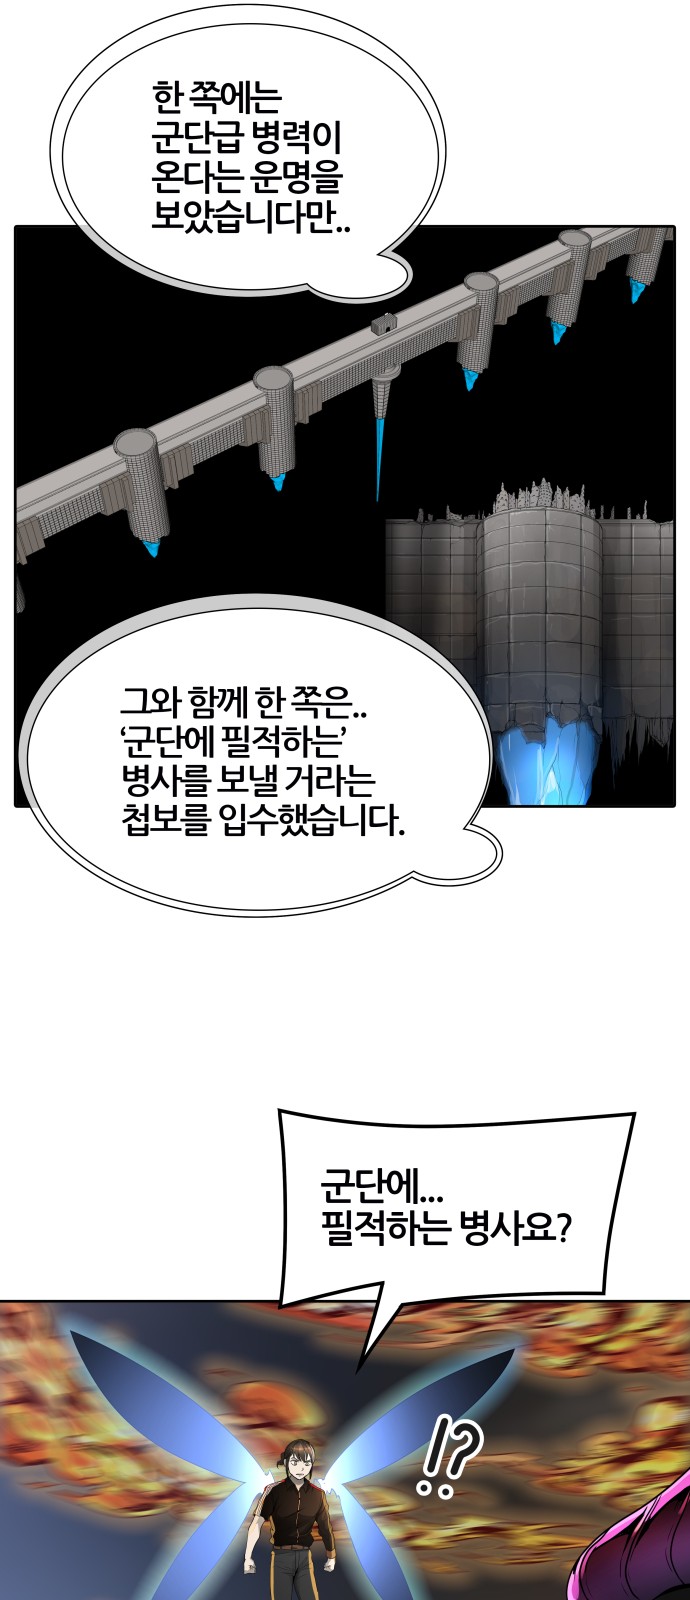 한 쪽에는
군단급 병력이
온다는 운명을
보았습니다만..
그와 함께 한 쪽은..
‘군단에 필적하는’
병사를 보낼 거라는
첩보를 입수했습니다.
군단에...
필적하는 병사요?
!?